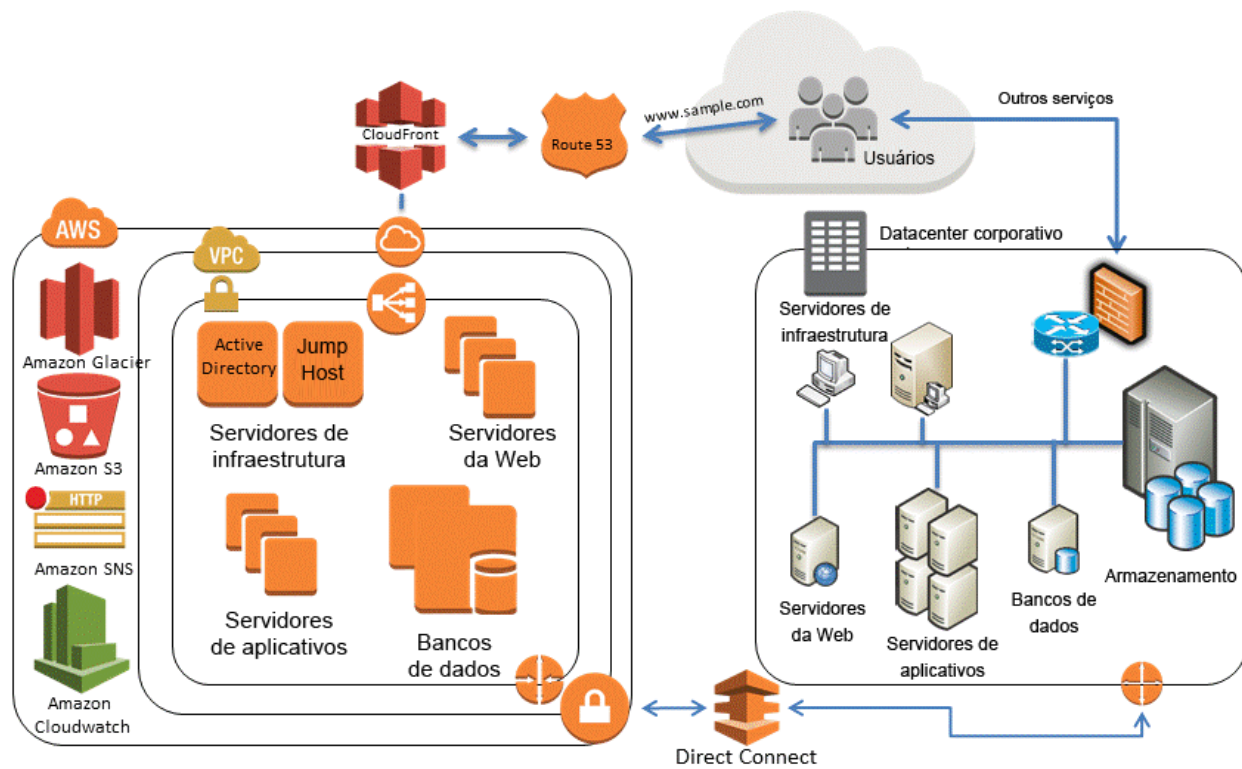 www.sample.com
Outros serviços
CloudFront
Route 53
Usuários
AWS
VPC
Datacenter corporativo
Amazon Glacier
Active
Directory
Jump
Host
Servidores de
infraestrutura
Servidores
da Web
Amazon S3
HTTP
Amazon SNS
Servidores
de aplicativos
Bancos
de dados
Amazon
Cloudwatch
Servidores de
infraestrutura
Servidores
da Web
Servidores de
aplicativos
Bancos de
dados
Armazenamento
Direct Connect